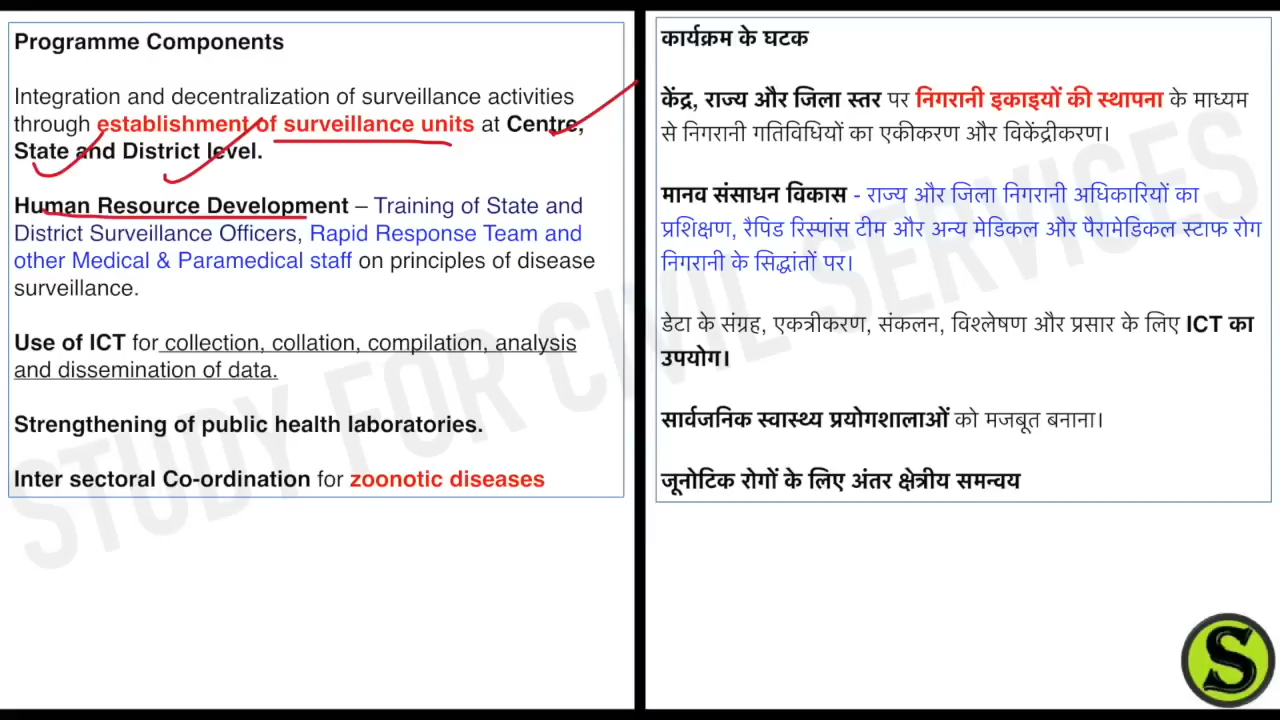 Programme Components
Integration and decentralization of surveillance activities
through establishment of surveillance units at Centre,
State and District level.
Human Resource Development – Training of State and
District Surveillance Officers, Rapid Response Team and
other Medical & Paramedical staff on principles of disease
surveillance.
Use of ICT for collection, collation, compilation, analysis
and dissemination of data.
Strengthening of public health laboratories.
Inter sectoral Co-ordination for zoonotic diseases
कार्यक्रम के घटक
केंद्र, राज्य और जिला स्तर पर निगरानी इकाइयों की स्थापना के माध्यम
से निगरानी गतिविधियों का एकीकरण और विकेंद्रीकरण।
मानव संसाधन विकास - राज्य और जिला निगरानी अधिकारियों का
प्रशिक्षण, रैपिड रिस्पांस टीम और अन्य मेडिकल और पैरामेडिकल स्टाफ रोग
निगरानी के सिद्धांतों पर।
डेटा के संग्रह, एकत्रीकरण, संकलन, विश्लेषण और प्रसार के लिए ICT का
उपयोग।
सार्वजनिक स्वास्थ्य प्रयोगशालाओं को मजबूत बनाना।
जूनोटिक रोगों के लिए अंतर क्षेत्रीय समन्वय
STUDY FOR CIVIL SERVICES
S